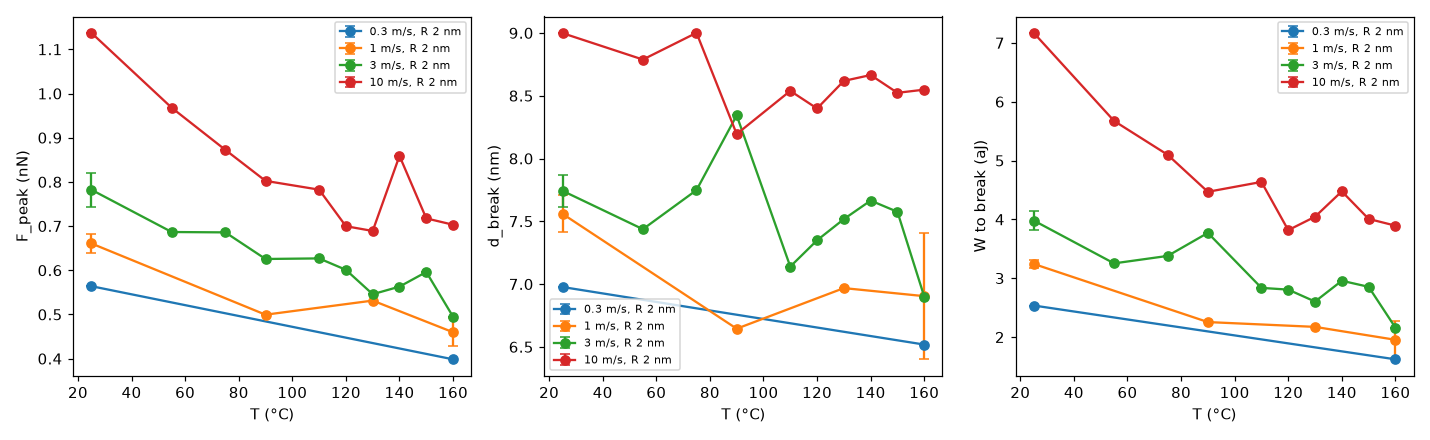 F_peak (nN)
1.1
1.0
0.9
0.8
0.7
0.6
0.5
0.4
20 40 60 80 100 120 140 160
T (°C)
0.3 m/s, R 2 nm
1 m/s, R 2 nm
3 m/s, R 2 nm
10 m/s, R 2 nm
d_break (nm)
9.0
8.5
8.0
7.5
7.0
6.5
20 40 60 80 100 120 140 160
T (°C)
0.3 m/s, R 2 nm
1 m/s, R 2 nm
3 m/s, R 2 nm
10 m/s, R 2 nm
W to break (aJ)
7
6
5
4
3
2
20 40 60 80 100 120 140 160
T (°C)
0.3 m/s, R 2 nm
1 m/s, R 2 nm
3 m/s, R 2 nm
10 m/s, R 2 nm